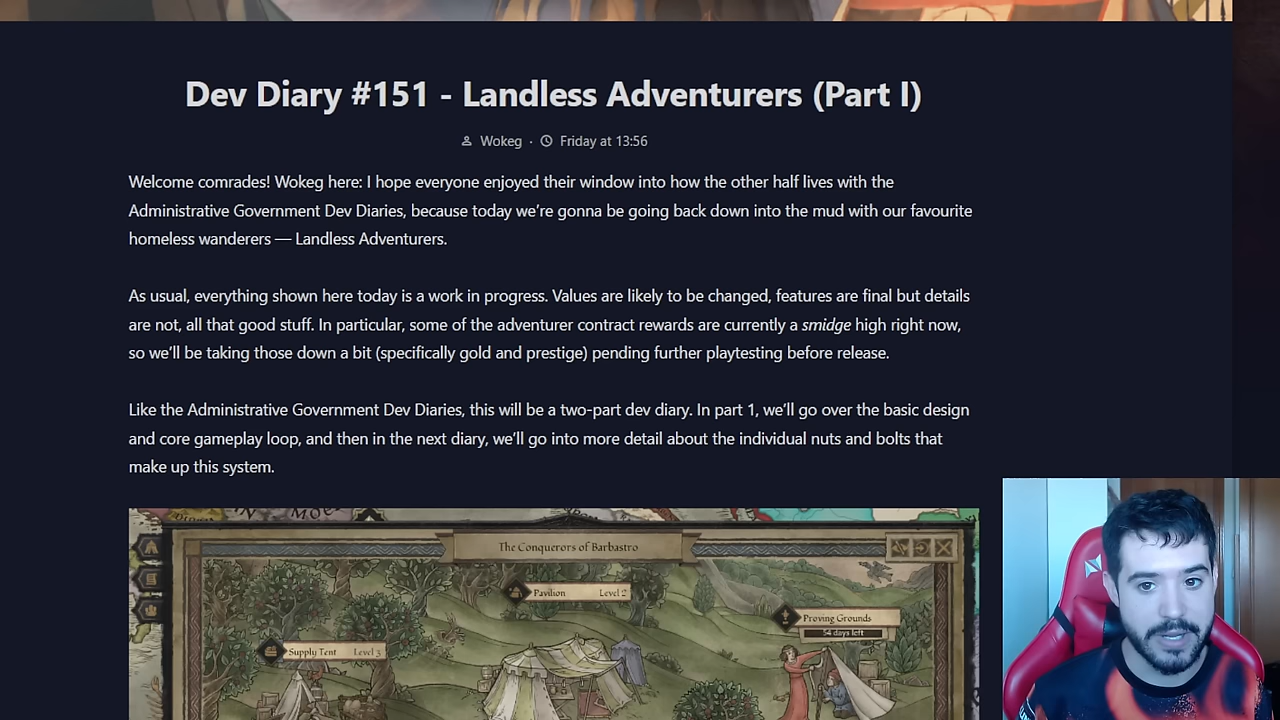 Dev Diary #151 - Landless Adventurers (Part I)
Wokeg · Friday at 13:56
Welcome comrades! Wokeg here: I hope everyone enjoyed their window into how the other half lives with the
Administrative Government Dev Diaries, because today we're gonna be going back down into the mud with our favourite
homeless wanderers — Landless Adventurers.
As usual, everything shown here today is a work in progress. Values are likely to be changed, features are final but details
are not, all that good stuff. In particular, some of the adventurer contract rewards are currently a smidge high right now,
so we'll be taking those down a bit (specifically gold and prestige) pending further playtesting before release.
Like the Administrative Government Dev Diaries, this will be a two-part dev diary. In part 1, we'll go over the basic design
and core gameplay loop, and then in the next diary, we'll go into more detail about the individual nuts and bolts that
make up this system.
The Conquerors of Barbastro
Pavilion Level 2
Proving Grounds
54 days left
Supply Tent Level 3